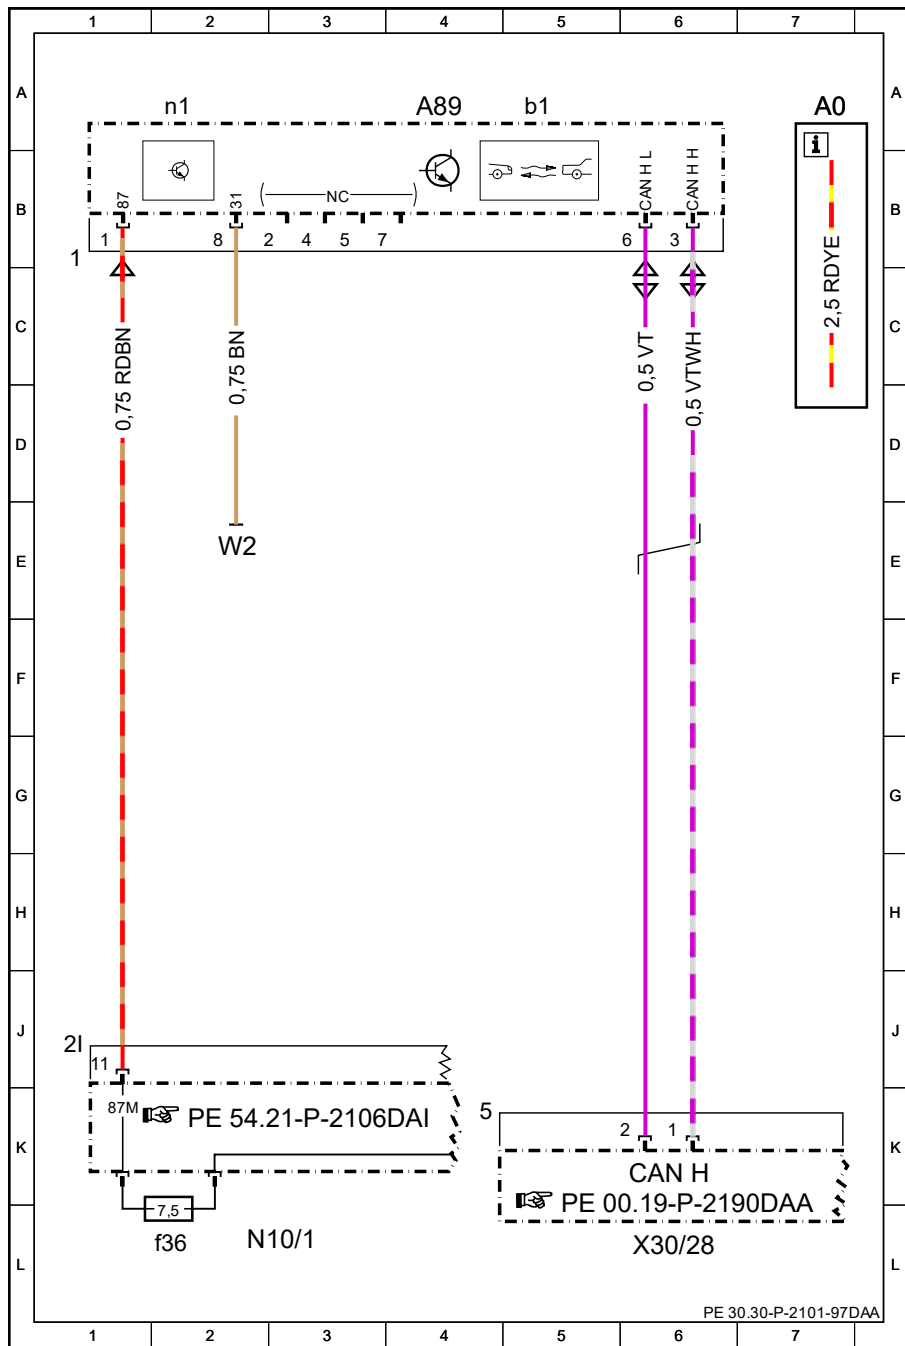 1 2 3 4 5 6 7
A A
n1 A89 b1 A0
i
B B
87 31 NC CAN H L CAN H H
1 8 2 4 5 7 6 3
1
2,5 RDYE
C C
0,75 RDBN 0,75 BN 0,5 VT 0,5 VTWH
D D
W2
E E
F F
G G
H H
J J
2I
11
87M PE 54.21-P-2106DAI
5
2 1
K K
CAN H
PE 00.19-P-2190DAA
7,5
f36 N10/1 X30/28
L L
PE 30.30-P-2101-97DAA
1 2 3 4 5 6 7